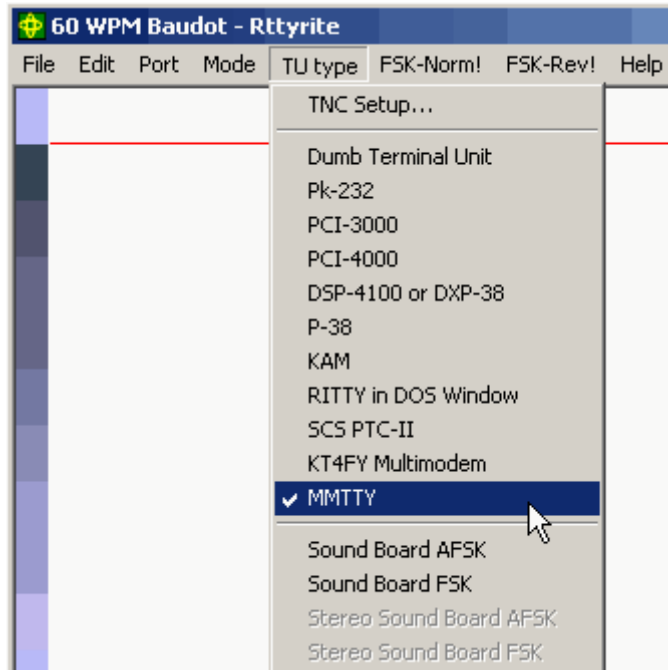 60 WPM Baudot - Rttyrite
File Edit Port Mode TU type FSK-Norm! FSK-Rev! Help
TNC Setup...
Dumb Terminal Unit
Pk-232
PCI-3000
PCI-4000
DSP-4100 or DXP-38
P-38
KAM
RITTY in DOS Window
SCS PTC-II
KT4FY Multimodem
MMTTY
Sound Board AFSK
Sound Board FSK
Stereo Sound Board AFSK
Stereo Sound Board FSK